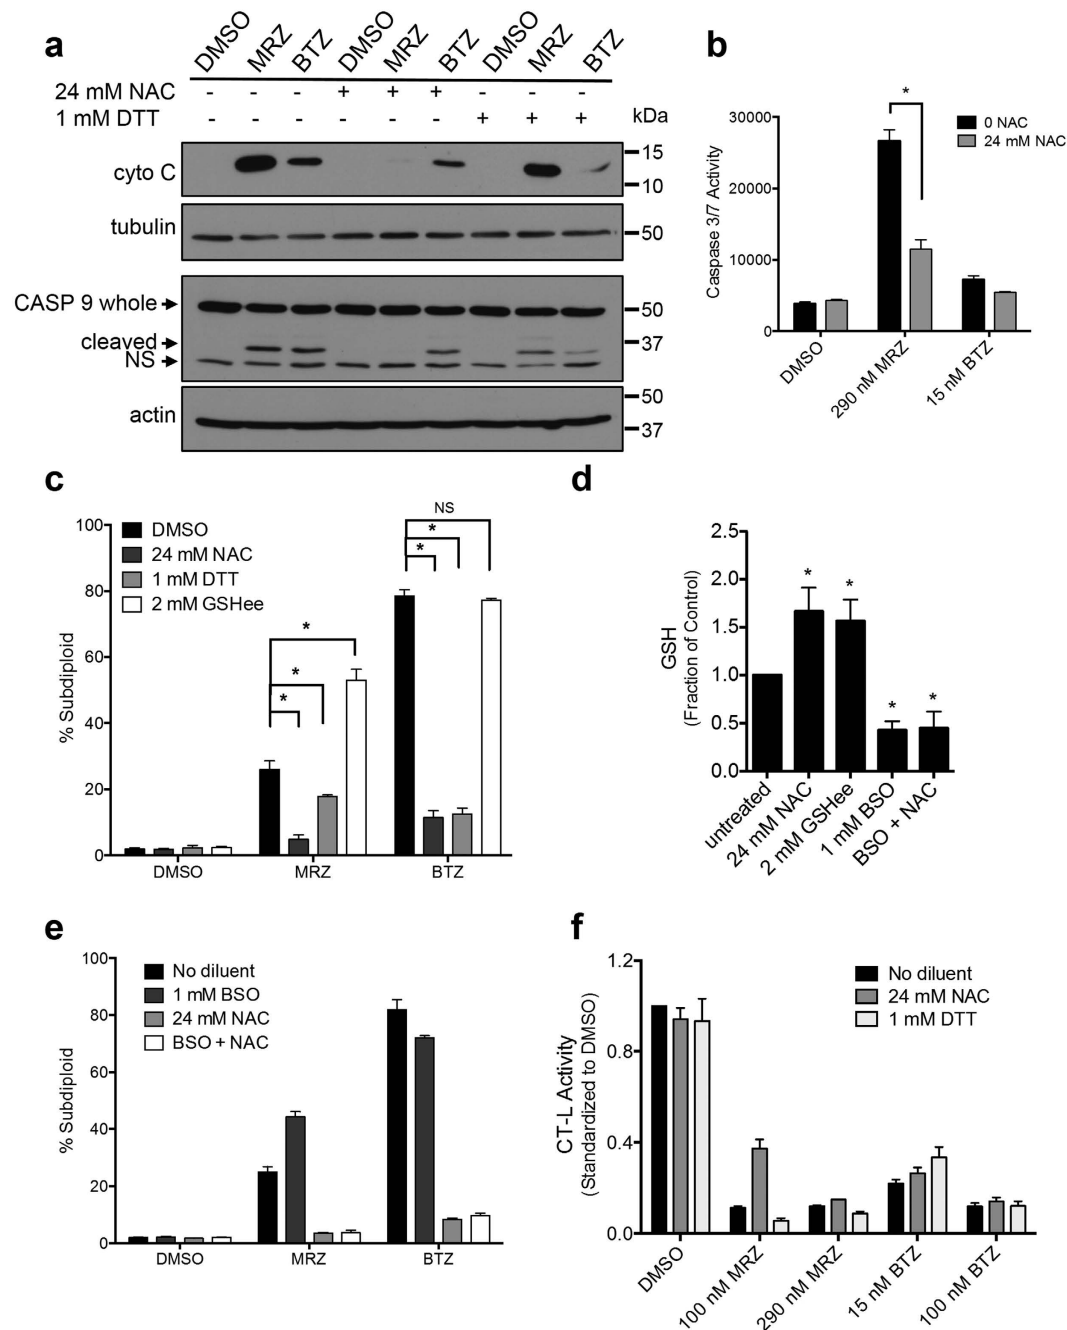 a
DMSO MRZ BTZ DMSO MRZ BTZ DMSO MRZ BTZ
24 mM NAC - - - + + + - - -
1 mM DTT - - - - - - + + +
kDa
cyto C
15
10
tubulin
50
CASP 9 whole
50
cleaved
37
NS
actin
50
37
b
Caspase 3/7 Activity
30000
20000
10000
0
*
0 NAC
24 mM NAC
DMSO
290 nM MRZ
15 nM BTZ
c
% Subdiploid
100
80
60
40
20
0
DMSO
24 mM NAC
1 mM DTT
2 mM GSHee
*
*
*
NS
*
*
DMSO
MRZ
BTZ
d
GSH
(Fraction of Control)
2.5
2.0
1.5
1.0
0.5
0.0
*
*
*
*
untreated
24 mM NAC
2 mM GSHee
1 mM BSO
BSO + NAC
e
% Subdiploid
100
80
60
40
20
0
No diluent
1 mM BSO
24 mM NAC
BSO + NAC
DMSO
MRZ
BTZ
f
CT-L Activity
(Standardized to DMSO)
1.2
0.8
0.4
0.0
No diluent
24 mM NAC
1 mM DTT
DMSO
100 nM MRZ
290 nM MRZ
15 nM BTZ
100 nM BTZ